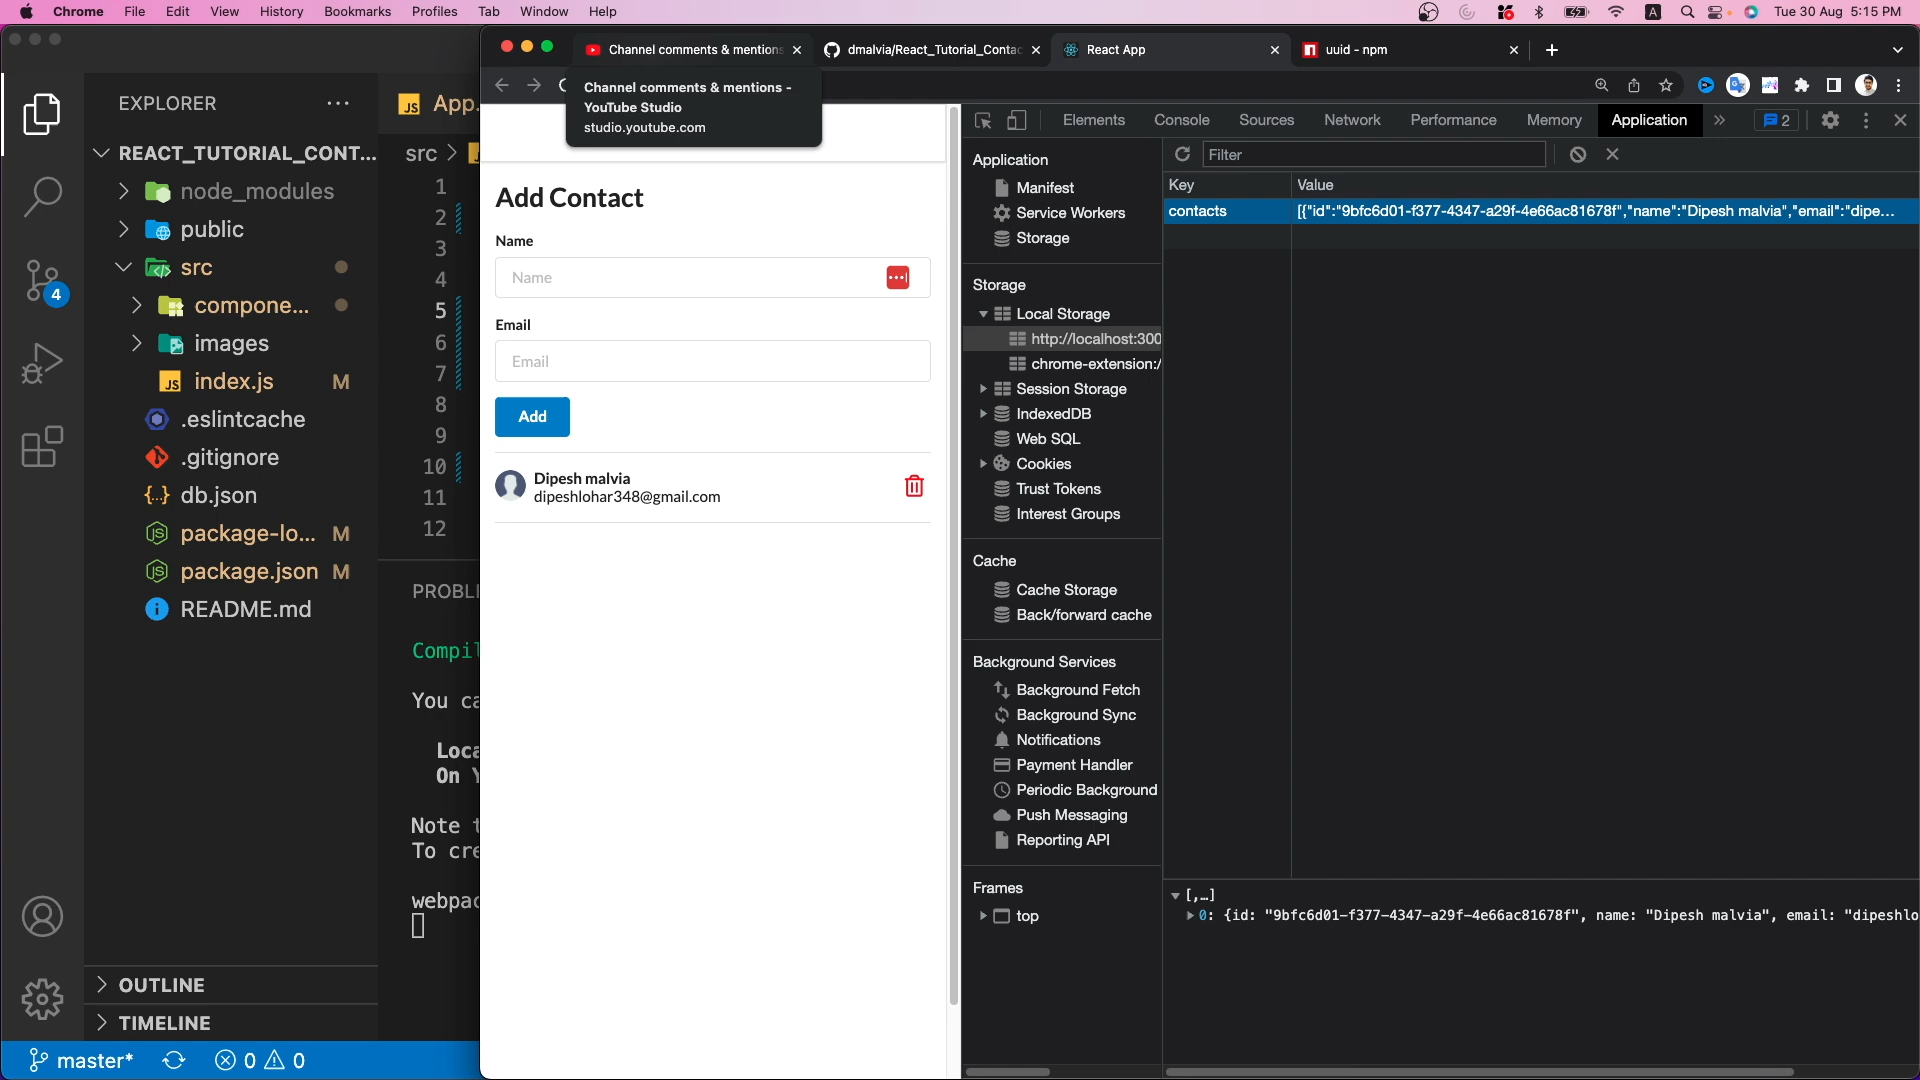 Chrome File Edit View History Bookmarks Profiles Tab Window Help A Tue 30 Aug 5:15 PM
EXPLORER
REACT_TUTORIAL_CONT...
node_modules
public
src
compone...
images
JS index.js M
.eslintcache
.gitignore
{..} db.json
package-lo... M
package.json M
README.md
OUTLINE
TIMELINE
4
master* 0 0
JS App.
src >
1
2
3
4
5
6
7
8
9
10
11
12
PROBL
Compil
You ca
Loca
On Y
Note t
To cre
webpac
Channel comments & mentions
dmalvia/React_Tutorial_Contac
React App
uuid - npm
Channel comments & mentions -
YouTube Studio
studio.youtube.com
Add Contact
Name
Name
Email
Email
Add
Dipesh malvia
dipeshlohar348@gmail.com
Elements Console Sources Network Performance Memory Application » 2
Application
Manifest
Service Workers
Storage
Storage
Local Storage
http://localhost:300
chrome-extension:/
Session Storage
IndexedDB
Web SQL
Cookies
Trust Tokens
Interest Groups
Cache
Cache Storage
Back/forward cache
Background Services
Background Fetch
Background Sync
Notifications
Payment Handler
Periodic Background
Push Messaging
Reporting API
Frames
top
Filter
Key Value
contacts [{"id":"9bfc6d01-f377-4347-a29f-4e66ac81678f","name":"Dipesh malvia","email":"dipe...
[,…]
0: {id: "9bfc6d01-f377-4347-a29f-4e66ac81678f", name: "Dipesh malvia", email: "dipeshlo